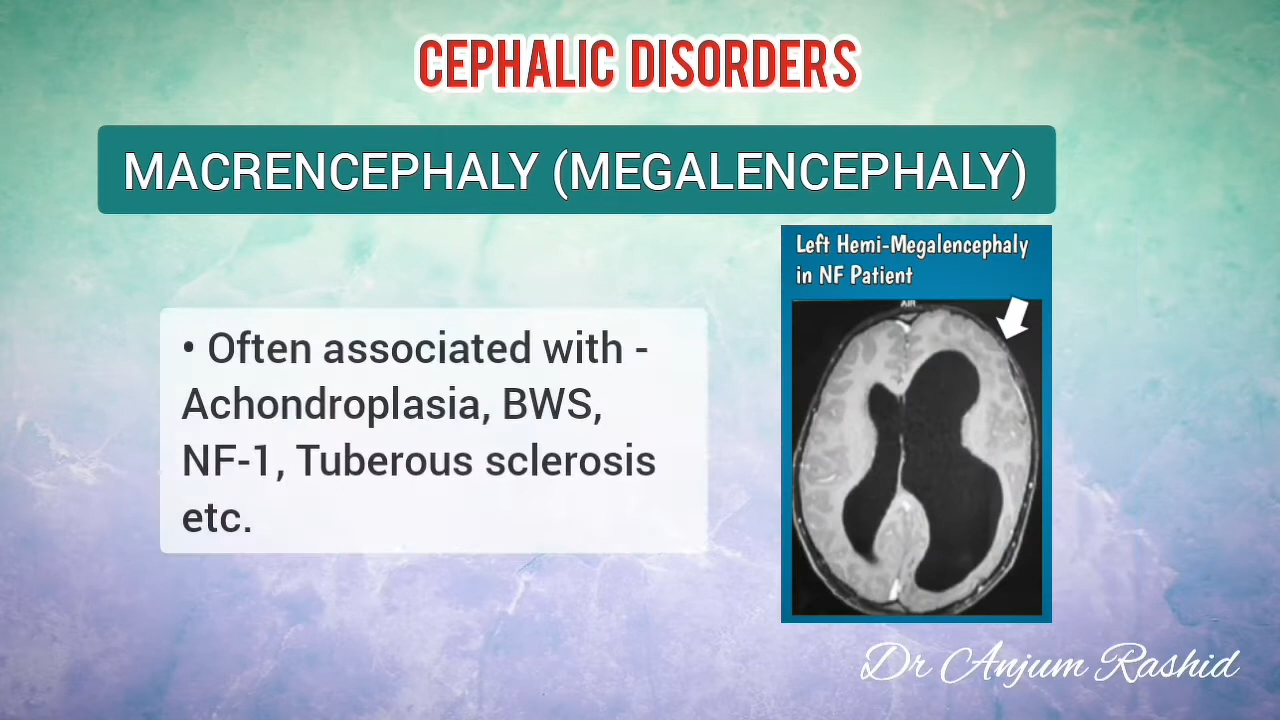 CEPHALIC DISORDERS
MACRENCEPHALY (MEGALENCEPHALY)
Left Hemi-Megalencephaly
in NF Patient
AIR
• Often associated with -
Achondroplasia, BWS,
NF-1, Tuberous sclerosis
etc.
Dr Anjum Rashid